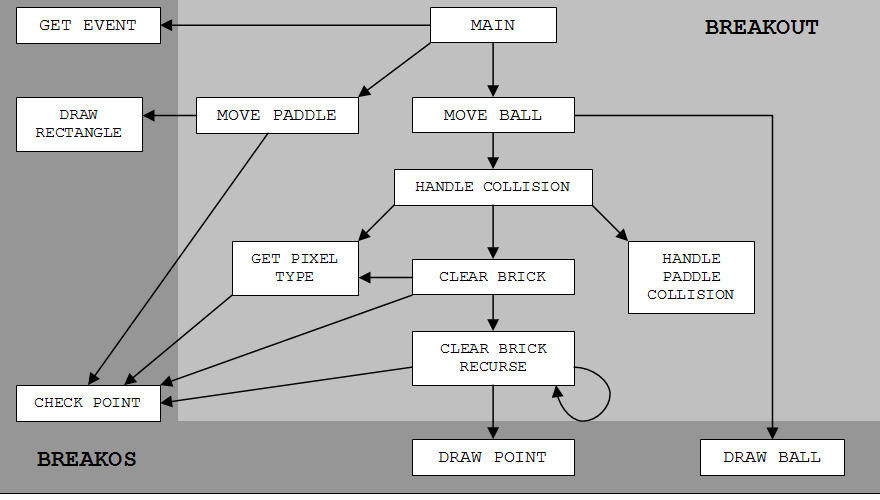 GET EVENT
MAIN
BREAKOUT
DRAW
RECTANGLE
MOVE PADDLE
MOVE BALL
HANDLE COLLISION
GET PIXEL
TYPE
CLEAR BRICK
HANDLE
PADDLE
COLLISION
CLEAR BRICK
RECURSE
CHECK POINT
BREAKOS
DRAW POINT
DRAW BALL